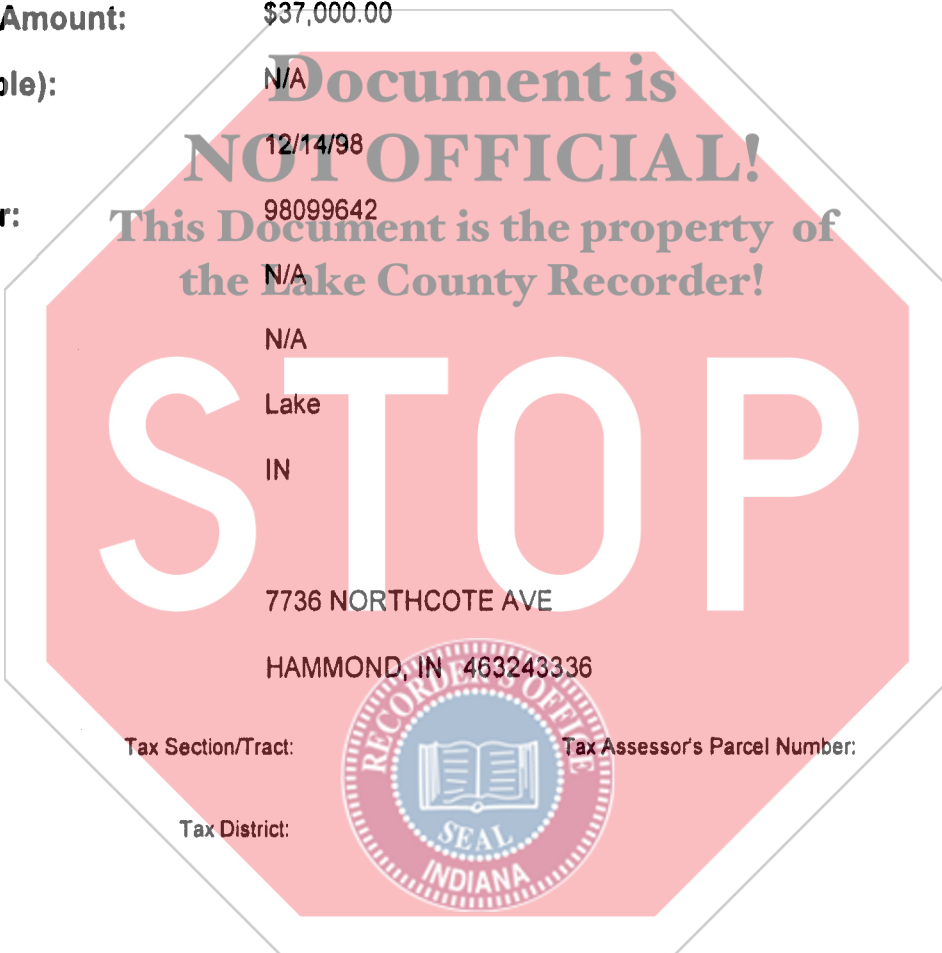 Amount: $37,000.00
ble): N/A
Document is
12/14/98
NOT OFFICIAL!
r: 98099642
This Document is the property of
N/A
the Lake County Recorder!
N/A
Lake
IN
STOP
7736 NORTHCOTE AVE
HAMMOND, IN 463243336
Tax Section/Tract: Tax Assessor's Parcel Number:
Tax District:
RECORDER'S OFFICE
SEAL
INDIANA